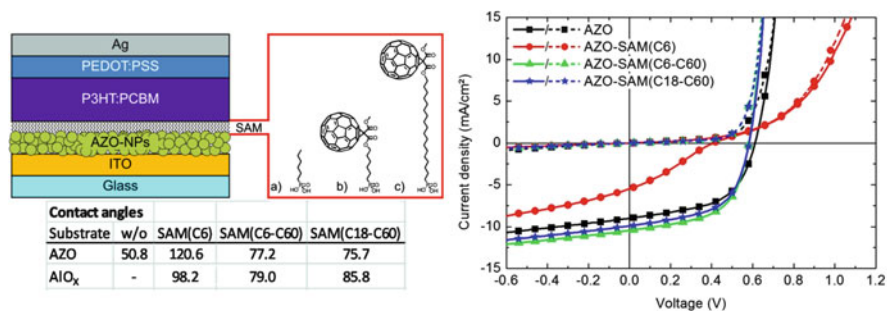 Ag
PEDOT:PSS
P3HT:PCBM
SAM
AZO-NPs
ITO
Glass
a)
b)
c)
Contact angles
Substrate w/o SAM(C6) SAM(C6-C60) SAM(C18-C60)
AZO 50.8 120.6 77.2 75.7
AlOx - 98.2 79.0 85.8
AZO
AZO-SAM(C6)
AZO-SAM(C6-C60)
AZO-SAM(C18-C60)
Current density (mA/cm²)
15
10
5
0
-5
-10
-15
-0.6 -0.4 -0.2 0.0 0.2 0.4 0.6 0.8 1.0 1.2
Voltage (V)